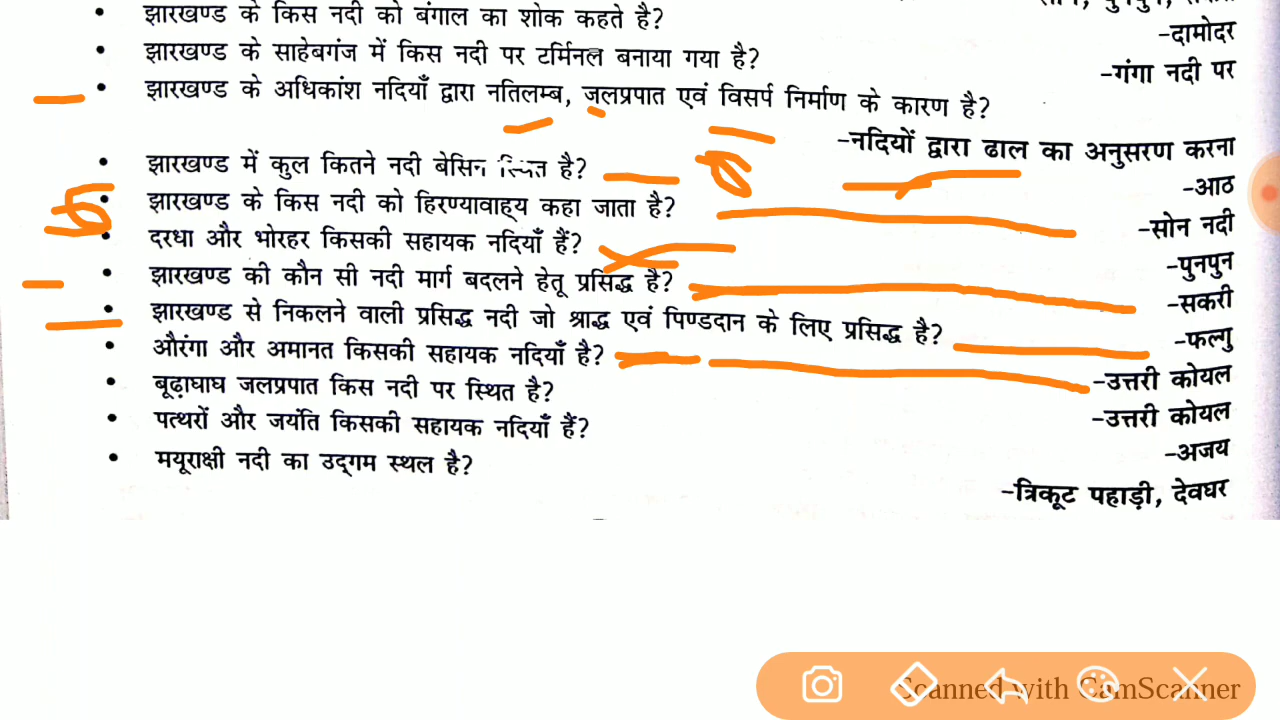 झारखण्ड के किस नदी को बंगाल का शोक कहते है?
-दामोदर
झारखण्ड के साहेबगंज में किस नदी पर टर्मिनल बनाया गया है?
-गंगा नदी पर
झारखण्ड के अधिकांश नदियाँ द्वारा नतिलम्ब, जलप्रपात एवं विसर्प निर्माण के कारण है?
-नदियों द्वारा ढाल का अनुसरण करना
झारखण्ड में कुल कितने नदी बेसिन स्थित है?
-आठ
झारखण्ड के किस नदी को हिरण्यावाह्य कहा जाता है?
-सोन नदी
दरधा और भोरहर किसकी सहायक नदियाँ हैं?
-पुनपुन
झारखण्ड की कौन सी नदी मार्ग बदलने हेतू प्रसिद्ध है?
-सकरी
झारखण्ड से निकलने वाली प्रसिद्ध नदी जो श्राद्ध एवं पिण्डदान के लिए प्रसिद्ध है?
-फल्गु
औरंगा और अमानत किसकी सहायक नदियाँ है?
-उत्तरी कोयल
बूढ़ाघाघ जलप्रपात किस नदी पर स्थित है?
-उत्तरी कोयल
पत्थरों और जयंति किसकी सहायक नदियाँ हैं?
-अजय
मयूराक्षी नदी का उद्‌गम स्थल है?
-त्रिकूट पहाड़ी, देवघर
Scanned with CamScanner